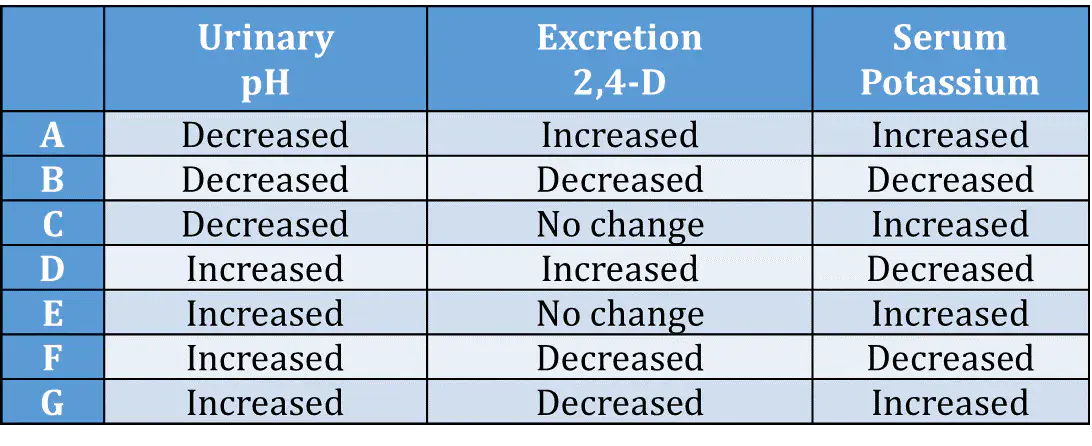 Urinary pH Excretion 2,4-D Serum Potassium
A Decreased Increased Increased
B Decreased Decreased Decreased
C Decreased No change Increased
D Increased Increased Decreased
E Increased No change Increased
F Increased Decreased Decreased
G Increased Decreased Increased